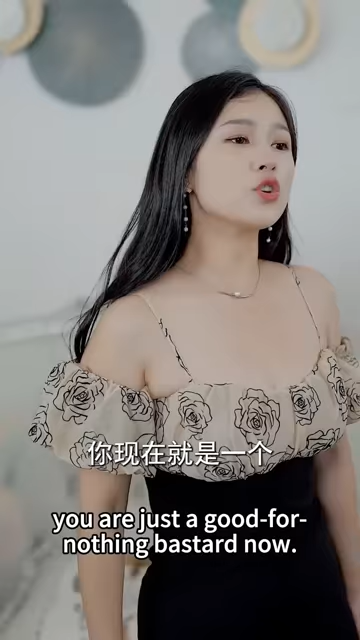 你现在就是一个
you are just a good-for-
nothing bastard now.